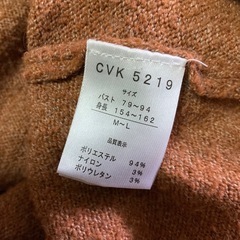 CVK 5219
サイズ
バスト 79~94
身長 154~162
M~L
品質表示
ポリエステル 94%
ナイロン 3%
ポリウレタン 3%